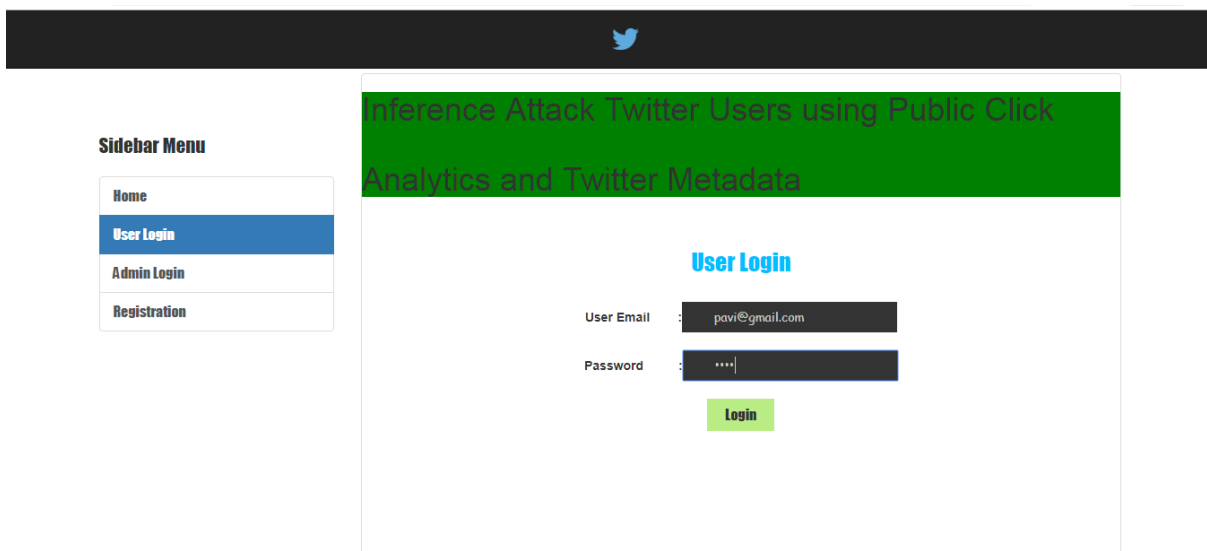 Inference Attack Twitter Users using Public Click
Analytics and Twitter Metadata
Sidebar Menu
Home
User Login
Admin Login
Registration
User Login
User Email : pavi@gmail.com
Password : ••••
Login